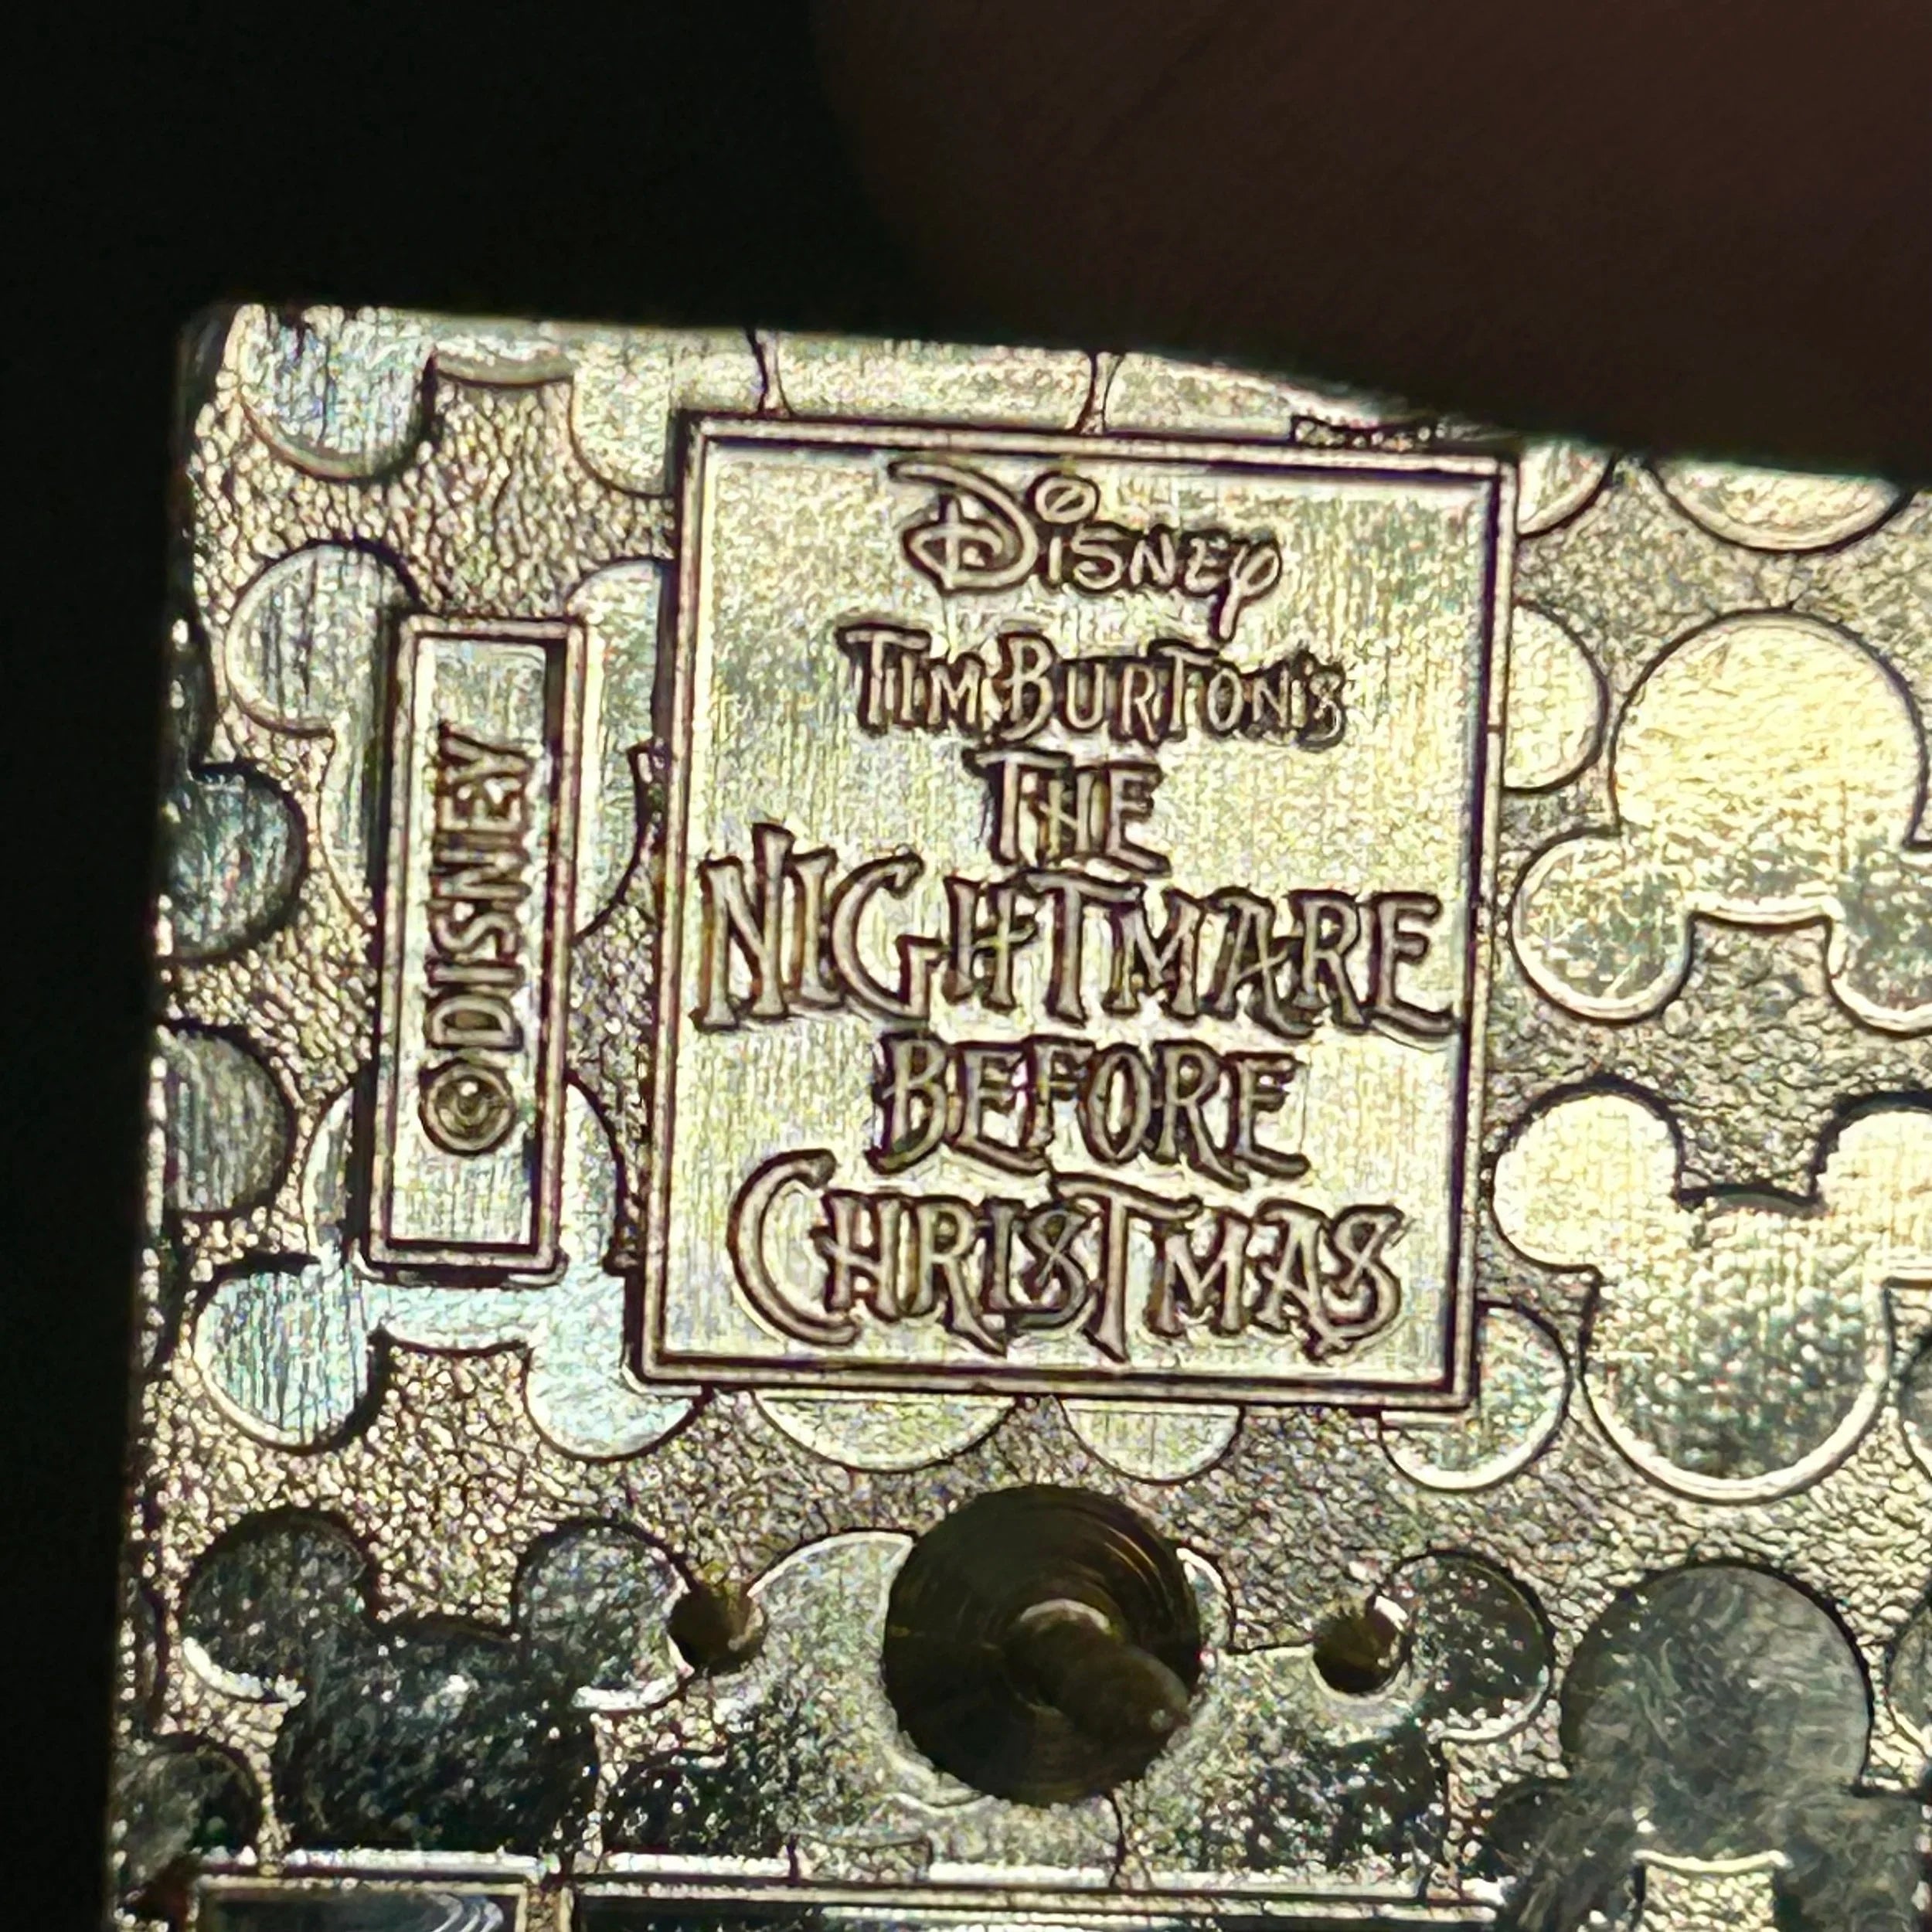 ©DISNEY
Disney
Tim Burton's
The
Nightmare
Before
Christmas